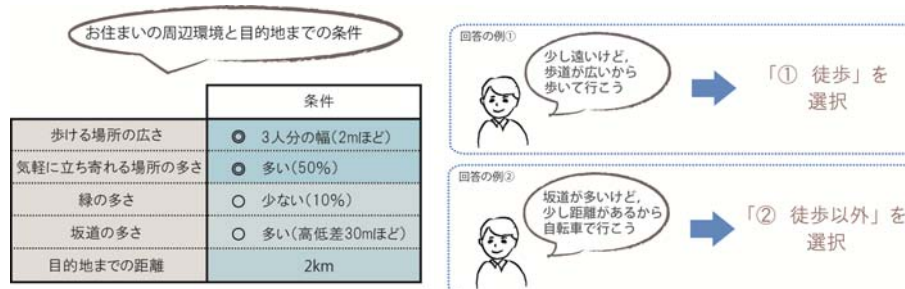 お住まいの周辺環境と目的地までの条件
条件
歩ける場所の広さ ◎ 3人分の幅(2mほど)
気軽に立ち寄れる場所の多さ ◎ 多い(50%)
緑の多さ ○ 少ない(10%)
坂道の多さ ○ 多い(高低差30mほど)
目的地までの距離 2km
回答の例①
少し遠いけど,
歩道が広いから
歩いて行こう
「① 徒歩」を
選択
回答の例②
坂道が多いけど,
少し距離があるから
自転車で行こう
「② 徒歩以外」を
選択